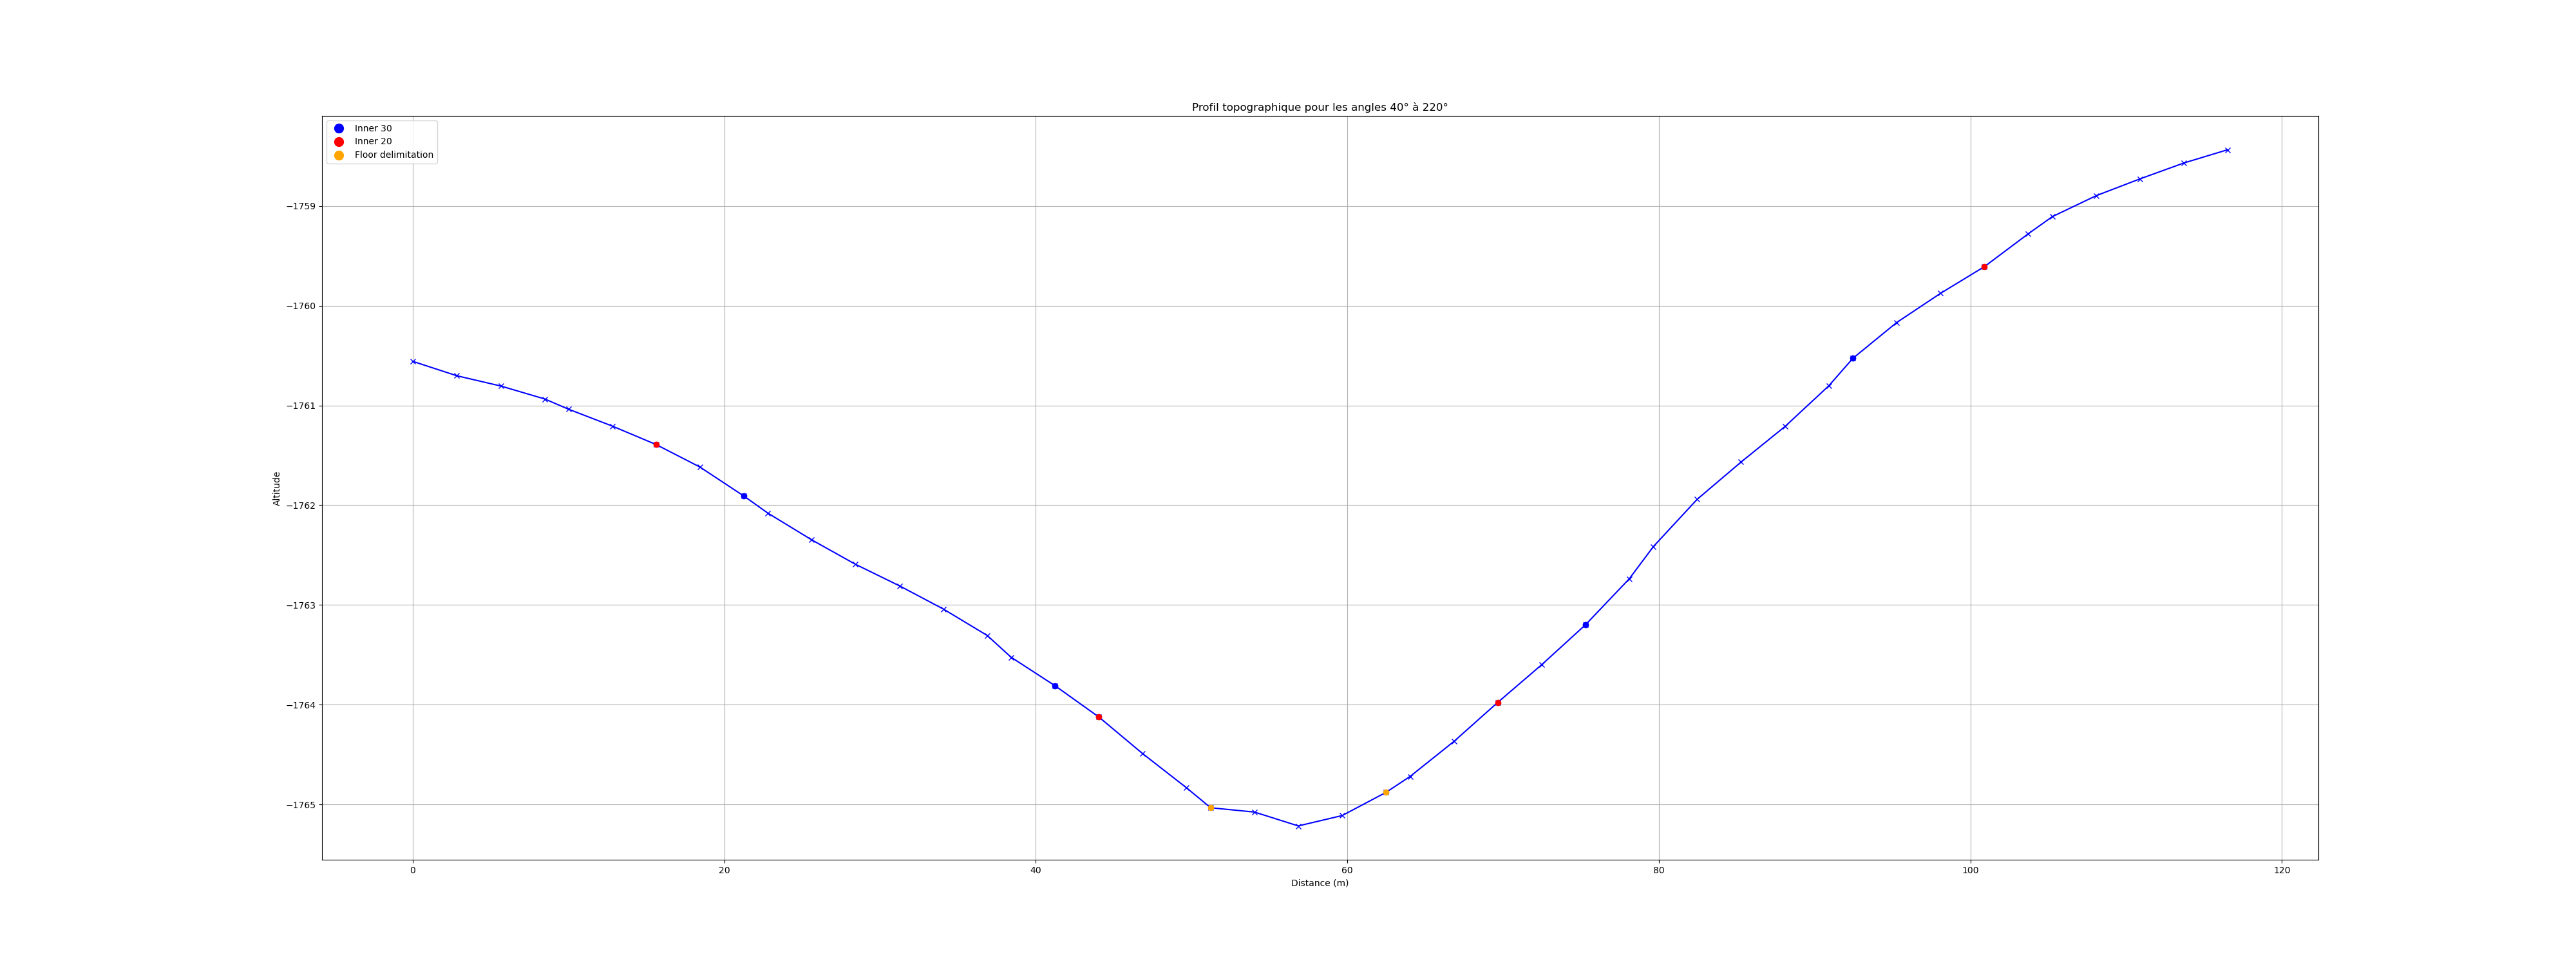 Profil topographique pour les angles 40° à 220°
Inner 30
Inner 20
Floor delimitation
Altitude
−1759
−1760
−1761
−1762
−1763
−1764
−1765
0 20 40 60 80 100 120
Distance (m)